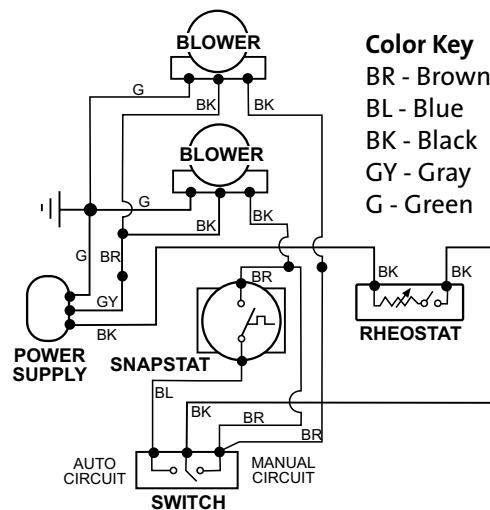 BLOWER
Color Key
BR - Brown
BL - Blue
BK - Black
GY - Gray
G - Green
G
BK
BK
BLOWER
G
BK
BK
G
BR
GY
BK
BR
BK
BK
POWER
SUPPLY
SNAPSTAT
RHEOSTAT
BL
BK
BR
BR
AUTO
CIRCUIT
MANUAL
CIRCUIT
SWITCH